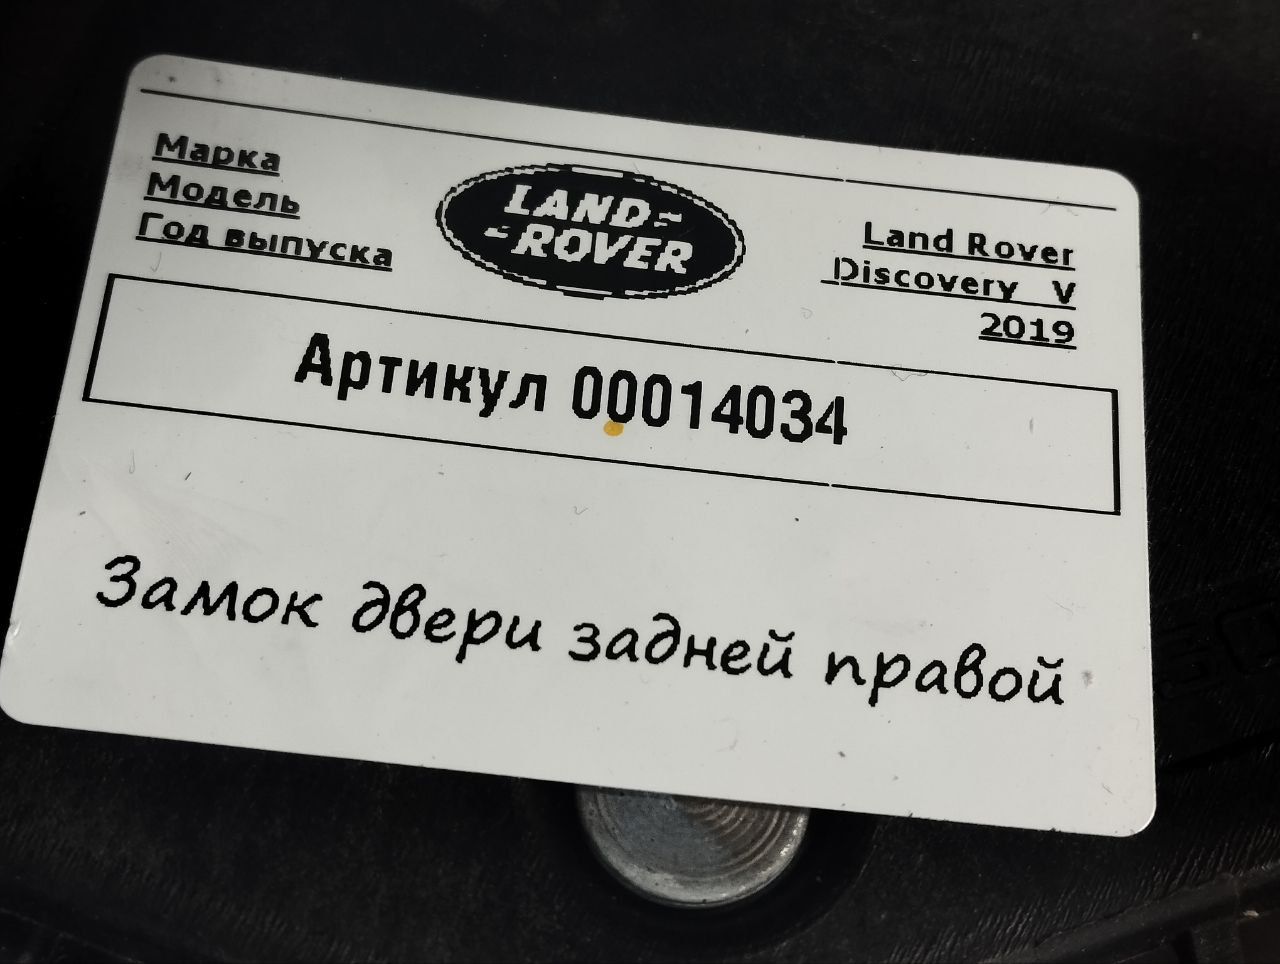 Марка
Модель
Год выпуска
LAND
ROVER
Land Rover
Discovery V
2019
Артикул 00014034
Замок двери задней правой